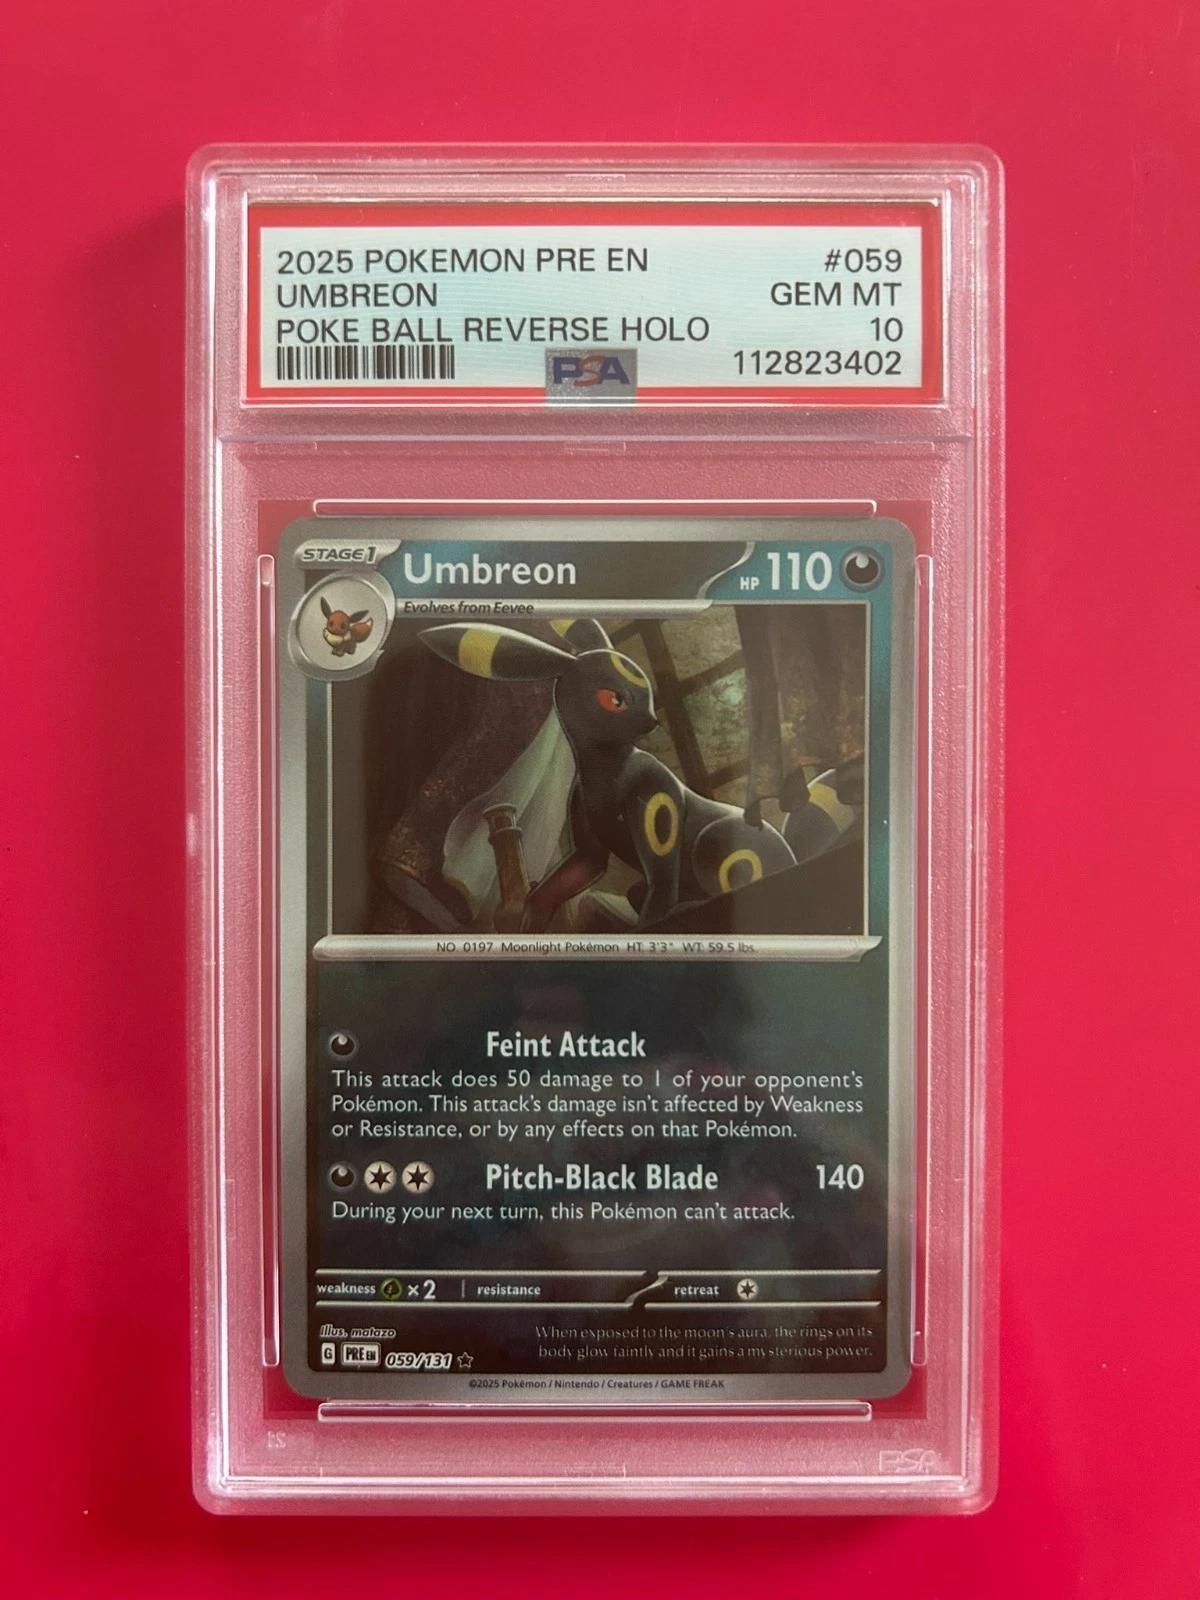 2025 POKEMON PRE EN #059
UMBREON GEM MT
POKE BALL REVERSE HOLO 10
PSA 112823402
STAGE1 Umbreon HP 110
Evolves from Eevee
NO. 0197 Moonlight Pokémon HT: 3'3" WT: 59.5 lbs.
Feint Attack
This attack does 50 damage to 1 of your opponent's
Pokémon. This attack's damage isn't affected by Weakness
or Resistance, or by any effects on that Pokémon.
Pitch-Black Blade 140
During your next turn, this Pokémon can't attack.
weakness ×2 resistance retreat
Illus. matazo
When exposed to the moon's aura, the rings on its
body glow faintly and it gains a mysterious power.
G PRE EN 059/131
©2025 Pokémon / Nintendo / Creatures / GAME FREAK
PSA